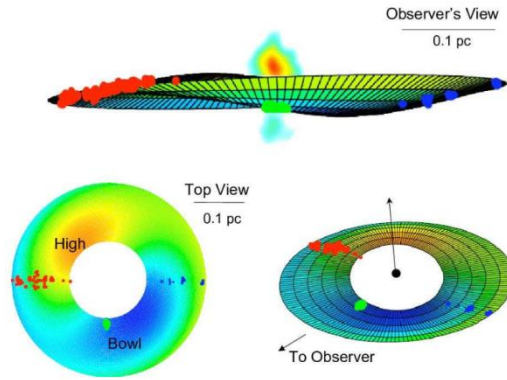 Observer's View
0.1 pc
Top View
0.1 pc
High
Bowl
To Observer